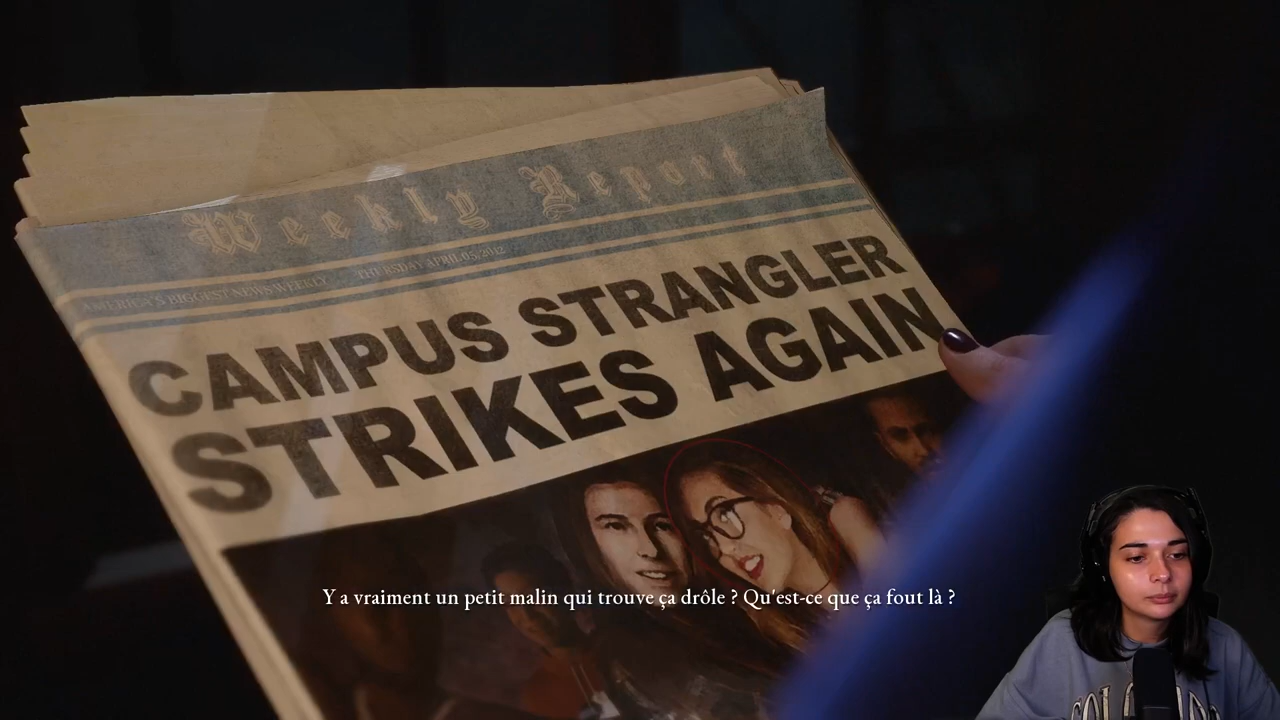 Weekly Report
AMERICA'S BIGGEST NEWS WEEKLY THURSDAY APRIL 05, 2012
CAMPUS STRANGLER
STRIKES AGAIN
Y a vraiment un petit malin qui trouve ça drôle ? Qu'est-ce que ça fout là ?